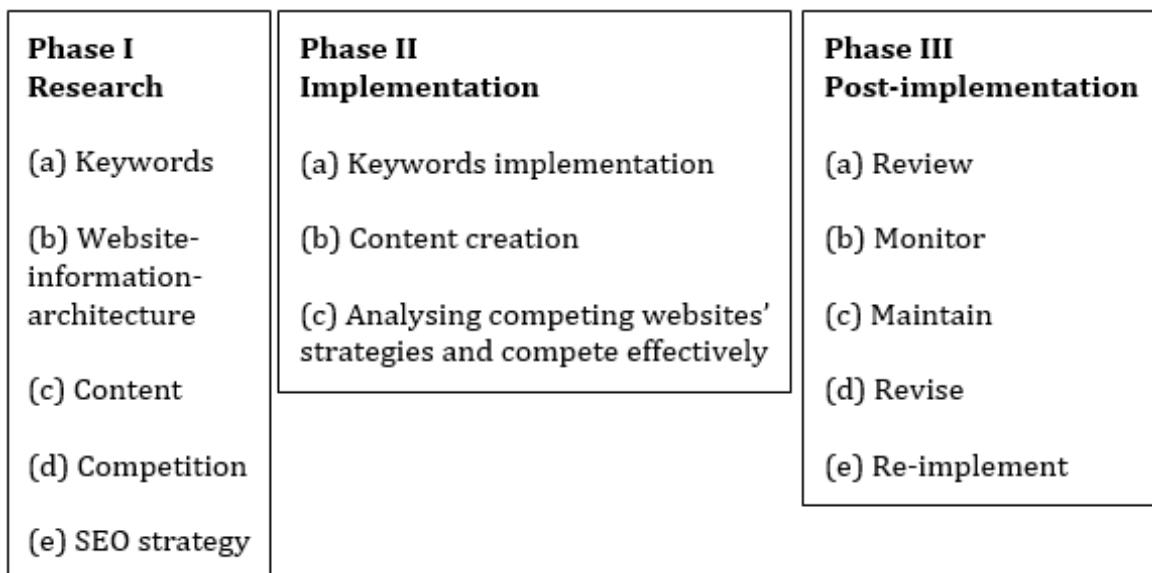 Phase I
Research
(a) Keywords
(b) Website-
information-
architecture
(c) Content
(d) Competition
(e) SEO strategy
Phase II
Implementation
(a) Keywords implementation
(b) Content creation
(c) Analysing competing websites’
strategies and compete effectively
Phase III
Post-implementation
(a) Review
(b) Monitor
(c) Maintain
(d) Revise
(e) Re-implement